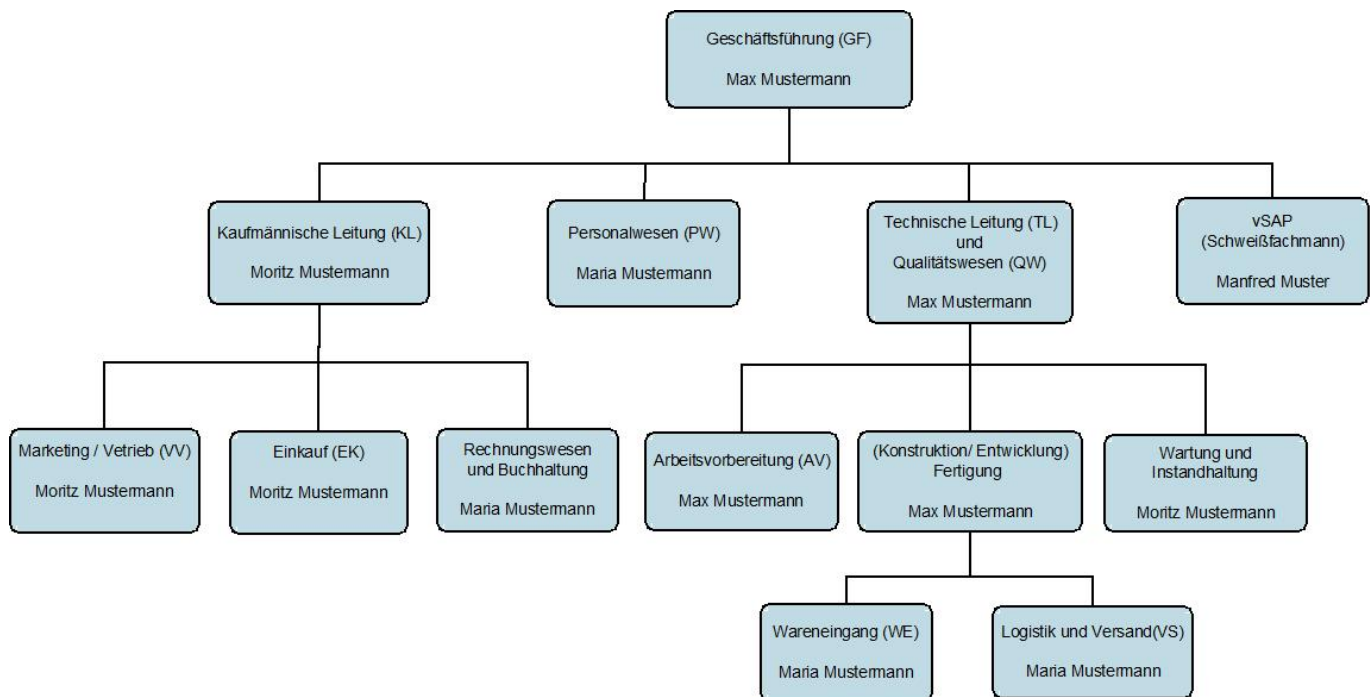 Geschäftsführung (GF)
Max Mustermann
Kaufmännische Leitung (KL)
Moritz Mustermann
Personalwesen (PW)
Maria Mustermann
Technische Leitung (TL)
und
Qualitätswesen (QW)
Max Mustermann
vSAP
(Schweißfachmann)
Manfred Muster
Marketing / Vetrieb (VV)
Moritz Mustermann
Einkauf (EK)
Moritz Mustermann
Rechnungswesen
und Buchhaltung
Maria Mustermann
Arbeitsvorbereitung (AV)
Max Mustermann
(Konstruktion/ Entwicklung)
Fertigung
Max Mustermann
Wartung und
Instandhaltung
Moritz Mustermann
Wareneingang (WE)
Maria Mustermann
Logistik und Versand(VS)
Maria Mustermann